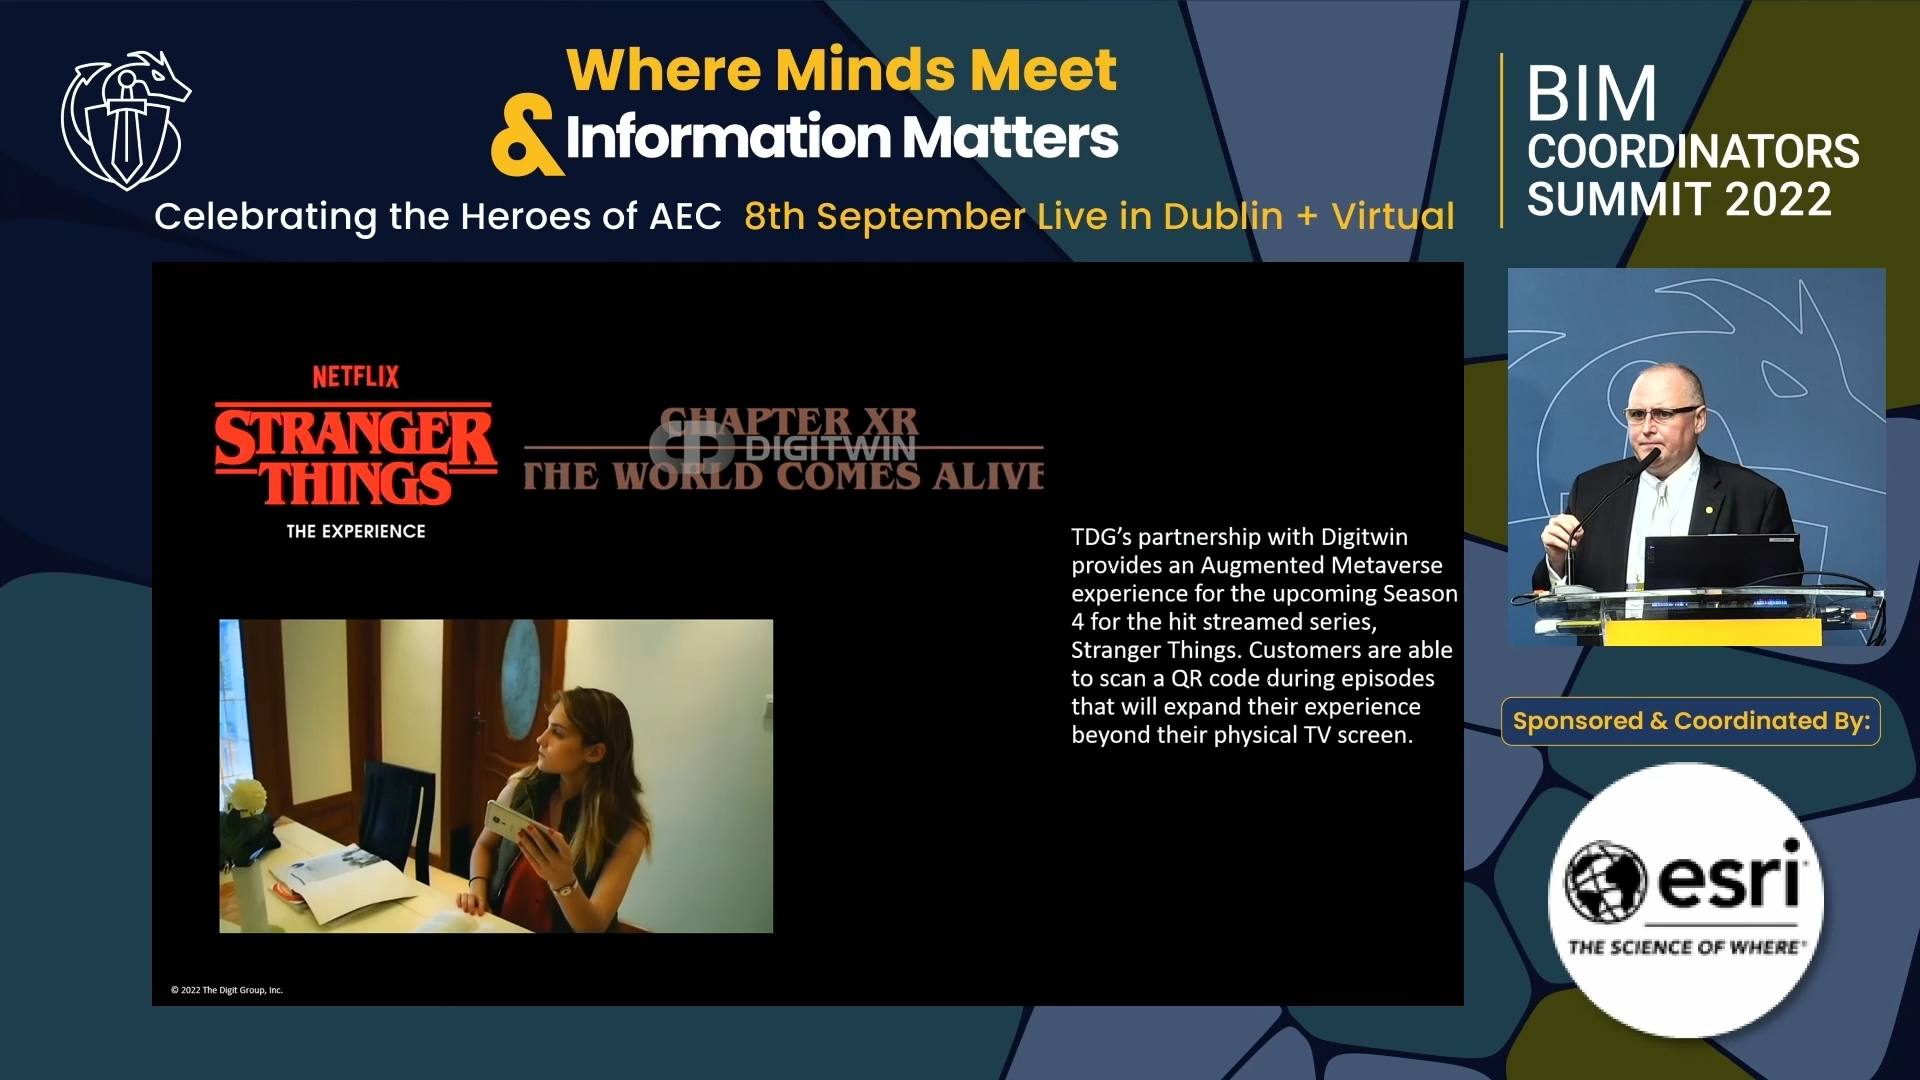 Where Minds Meet
& Information Matters
Celebrating the Heroes of AEC 8th September Live in Dublin + Virtual
BIM
COORDINATORS
SUMMIT 2022
NETFLIX
STRANGER
THINGS
THE EXPERIENCE
CHAPTER XR
DIGITWIN
THE WORLD COMES ALIVE
TDG’s partnership with Digitwin
provides an Augmented Metaverse
experience for the upcoming Season
4 for the hit streamed series,
Stranger Things. Customers are able
to scan a QR code during episodes
that will expand their experience
beyond their physical TV screen.
© 2022 The Digit Group, Inc.
Sponsored & Coordinated By:
esri
THE SCIENCE OF WHERE®